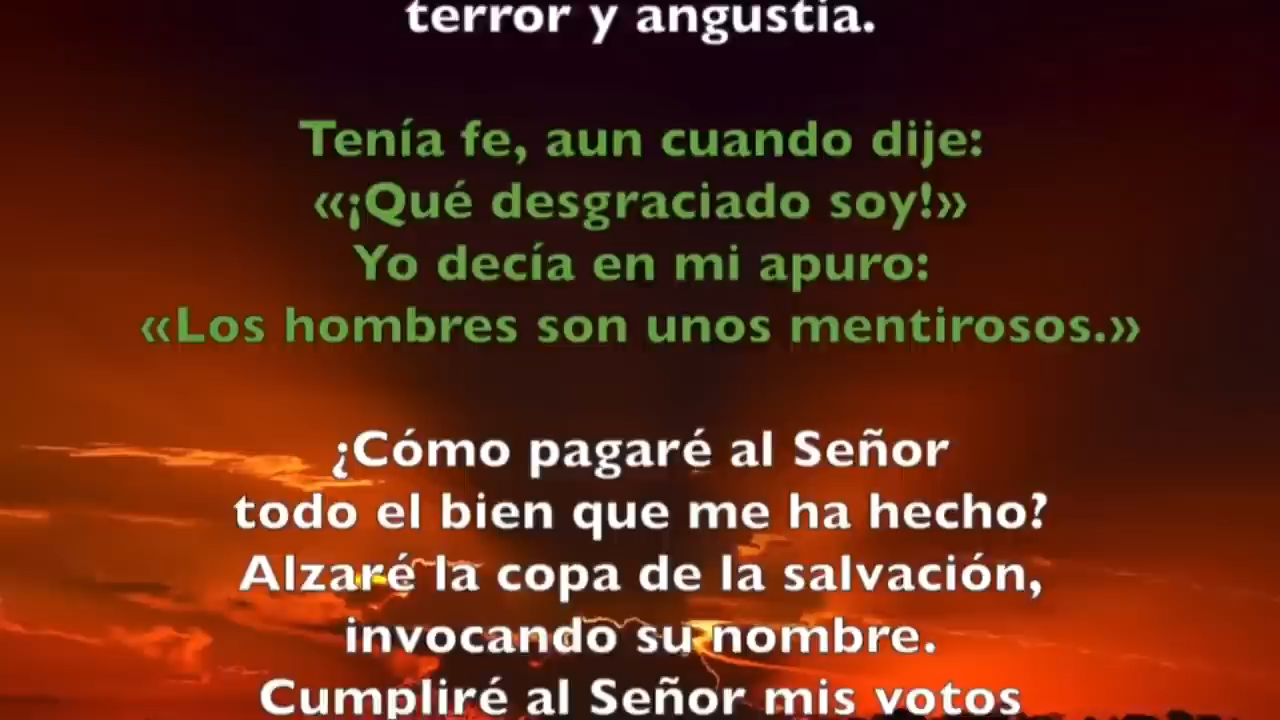 terror y angustia.
Tenía fe, aun cuando dije:
«¡Qué desgraciado soy!»
Yo decía en mi apuro:
«Los hombres son unos mentirosos.»
¿Cómo pagaré al Señor
todo el bien que me ha hecho?
Alzaré la copa de la salvación,
invocando su nombre.
Cumpliré al Señor mis votos